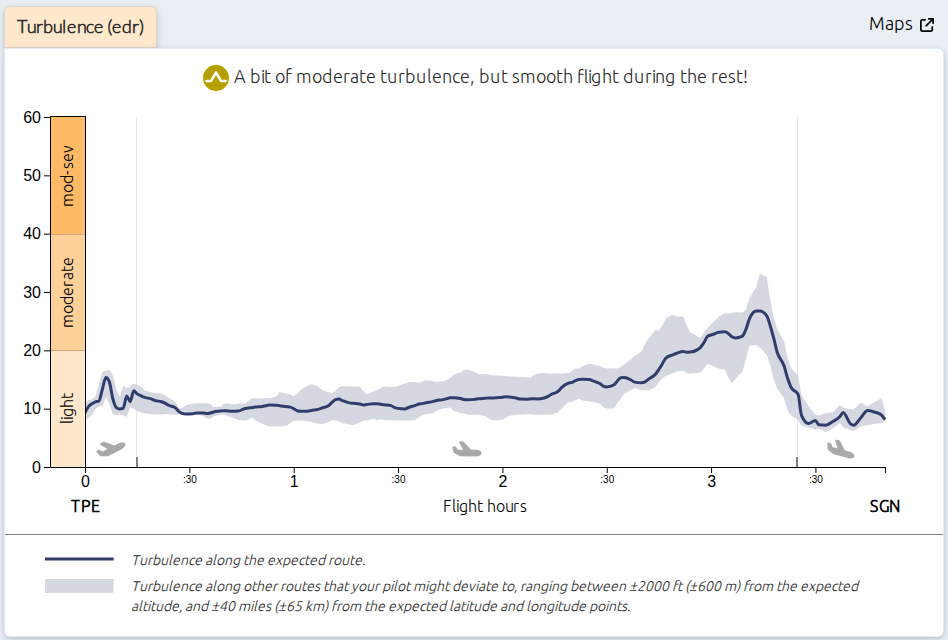 Turbulence (edr)
Maps
A bit of moderate turbulence, but smooth flight during the rest!
60
50
40
30
20
10
0
mod-sev
moderate
light
0 :30 1 :30 2 :30 3 :30
TPE Flight hours SGN
Turbulence along the expected route.
Turbulence along other routes that your pilot might deviate to, ranging between ±2000 ft (±600 m) from the expected
altitude, and ±40 miles (±65 km) from the expected latitude and longitude points.